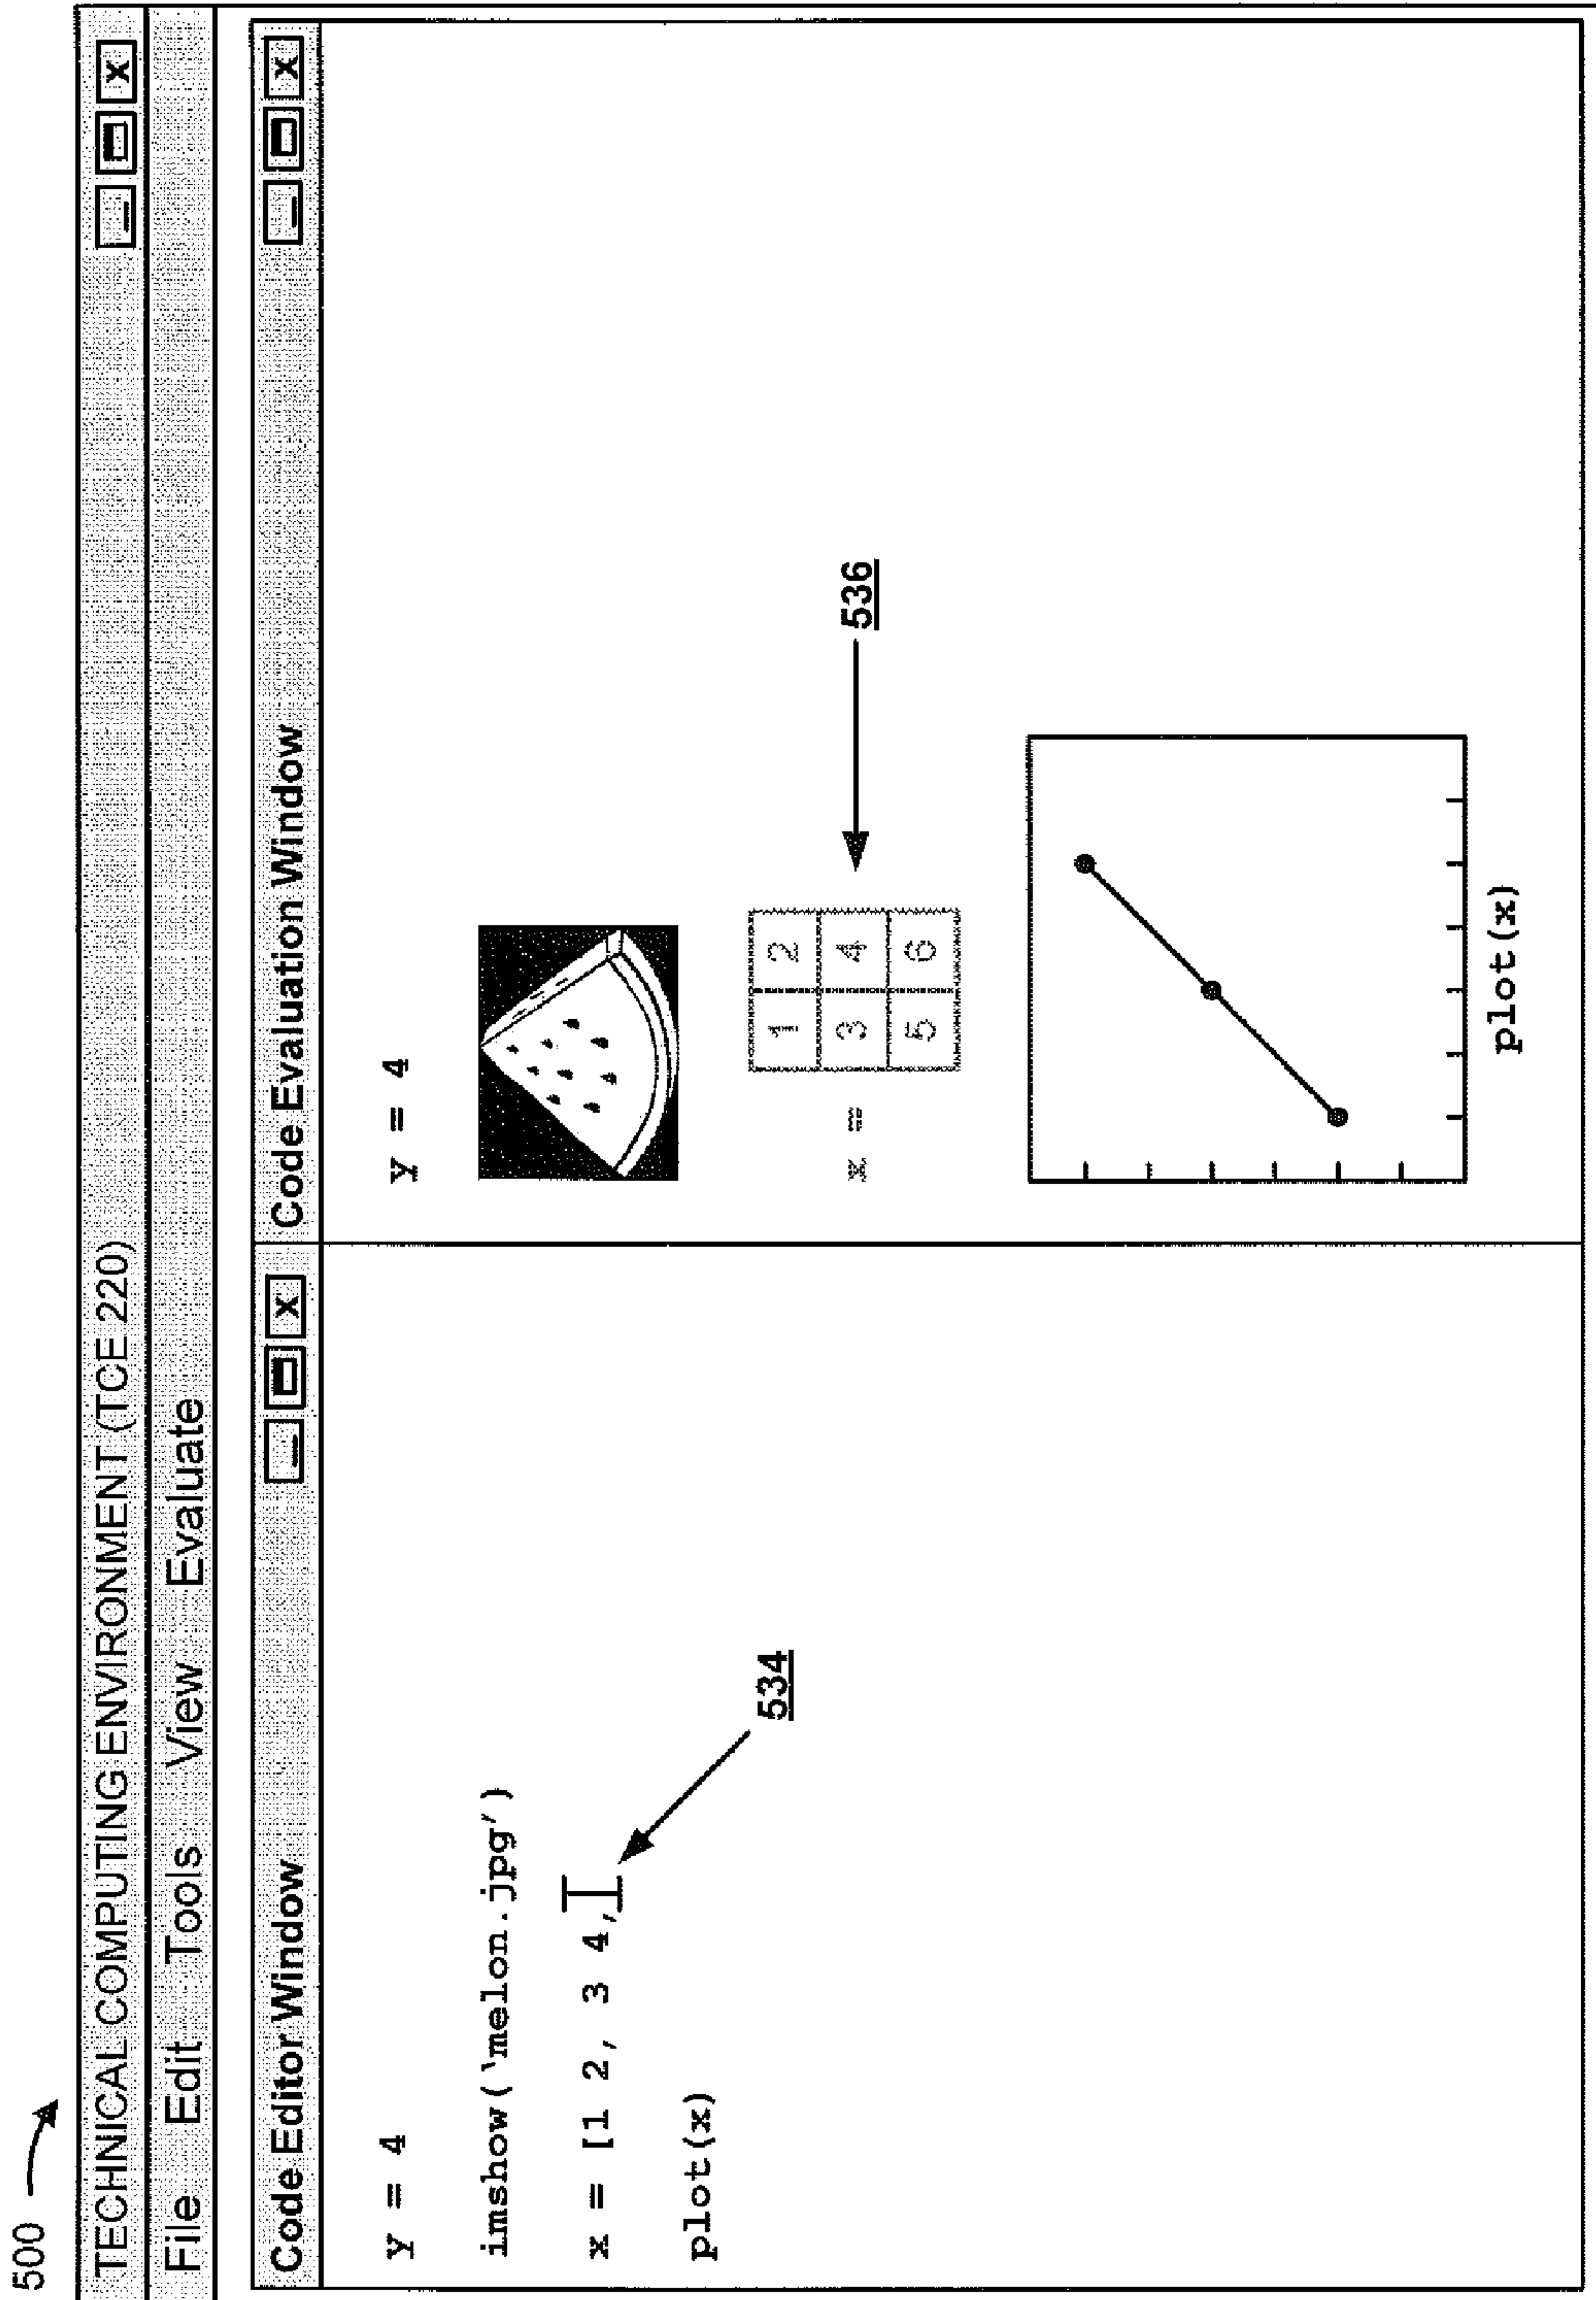 500
TECHNICAL COMPUTING ENVIRONMENT (TCE 220)
File Edit Tools View Evaluate
Code Editor Window
y = 4
imshow(‵melon.jpg′)
x = [1 2, 3 4,
plot(x)
534
Code Evaluation Window
y = 4
x =
1 2
3 4
5 6
536
plot(x)